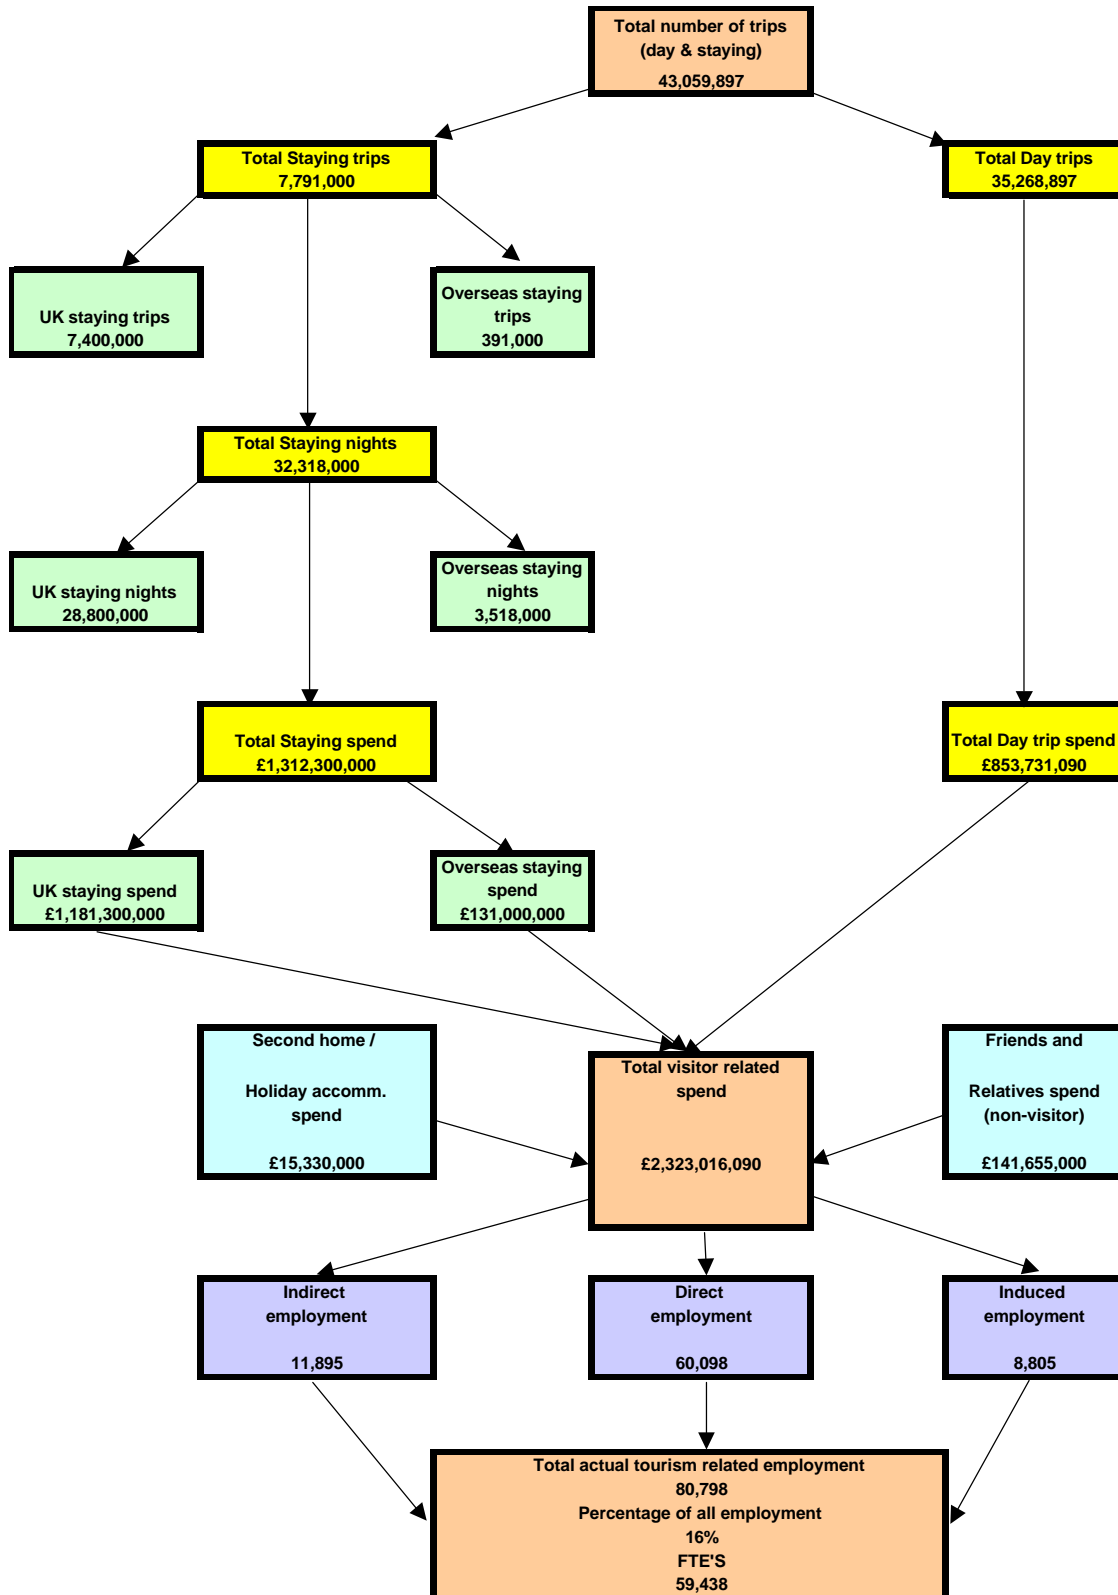 Total number of trips
(day & staying)
43,059,897
Total Staying trips
7,791,000
Total Day trips
35,268,897
UK staying trips
7,400,000
Overseas staying
trips
391,000
Total Staying nights
32,318,000
UK staying nights
28,800,000
Overseas staying
nights
3,518,000
Total Staying spend
£1,312,300,000
Total Day trip spend
£853,731,090
UK staying spend
£1,181,300,000
Overseas staying
spend
£131,000,000
Second home /
Holiday accomm.
spend
£15,330,000
Total visitor related
spend
£2,323,016,090
Friends and
Relatives spend
(non-visitor)
£141,655,000
Indirect
employment
11,895
Direct
employment
60,098
Induced
employment
8,805
Total actual tourism related employment
80,798
Percentage of all employment
16%
FTE'S
59,438